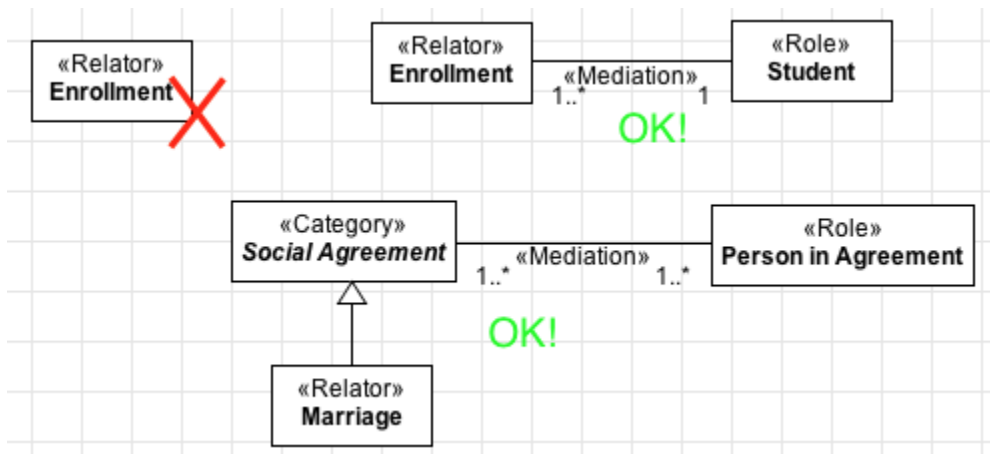 «Relator»
Enrollment
«Relator»
Enrollment
«Mediation»
1..*
1
«Role»
Student
OK!
«Category»
Social Agreement
«Mediation»
1..*
1..*
«Role»
Person in Agreement
OK!
«Relator»
Marriage